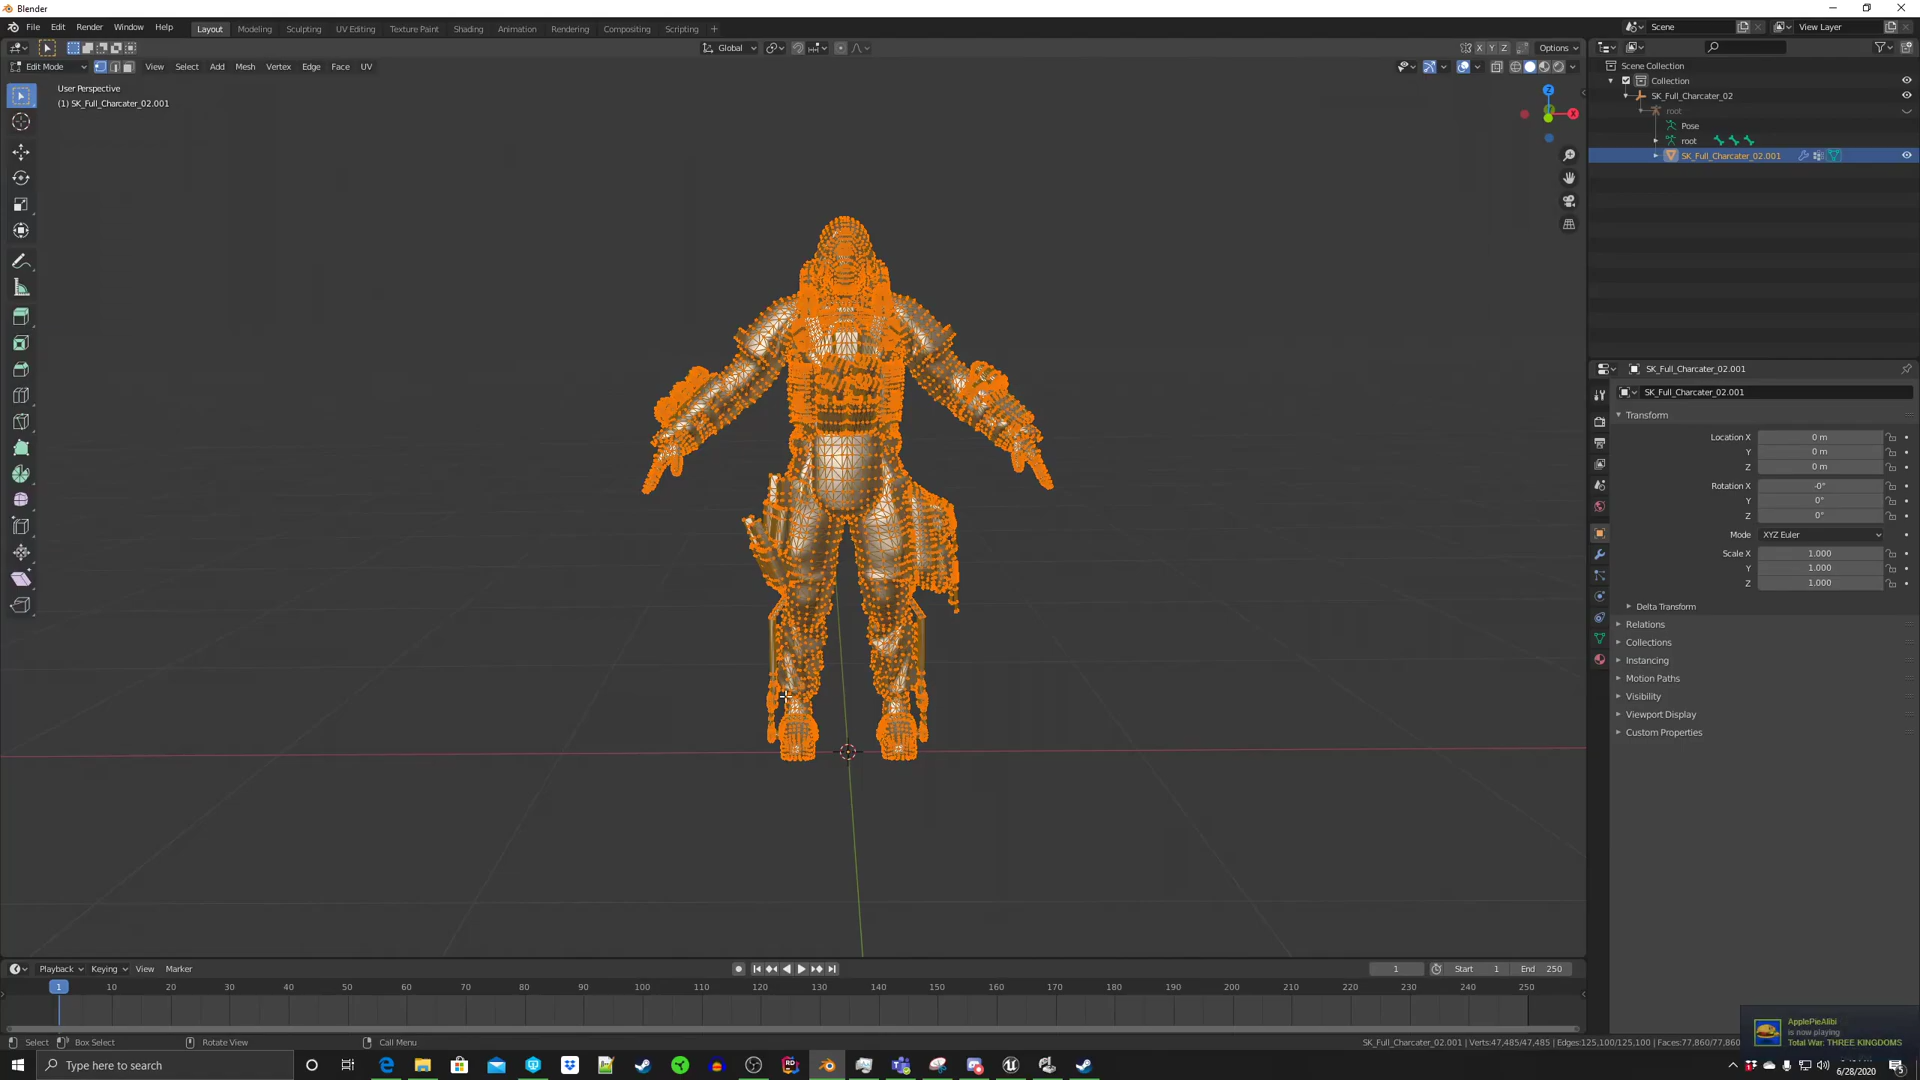 Blender
File Edit Render Window Help
Layout Modeling Sculpting UV Editing Texture Paint Shading Animation Rendering Compositing Scripting +
Scene View Layer
Global X Y Z Options
Edit Mode View Select Add Mesh Vertex Edge Face UV
User Perspective
(1) SK_Full_Charcater_02.001
Z
X
Scene Collection
Collection
SK_Full_Charcater_02
root
Pose
root
SK_Full_Charcater_02.001
SK_Full_Charcater_02.001
SK_Full_Charcater_02.001
Transform
Location X 0 m
Y 0 m
Z 0 m
Rotation X -0°
Y 0°
Z 0°
Mode XYZ Euler
Scale X 1.000
Y 1.000
Z 1.000
Delta Transform
Relations
Collections
Instancing
Motion Paths
Visibility
Viewport Display
Custom Properties
Playback Keying View Marker
1 Start 1 End 250
1 10 20 30 40 50 60 70 80 90 100 110 120 130 140 150 160 170 180 190 200 210 220 230 240 250
ApplePieAlibi
is now playing
Total War: THREE KINGDOMS
Select Box Select Rotate View Call Menu
SK_Full_Charcater_02.001 | Verts:47,485/47,485 | Edges:125,100/125,100 | Faces:77,860/77,860
Type here to search
6/28/2020
5